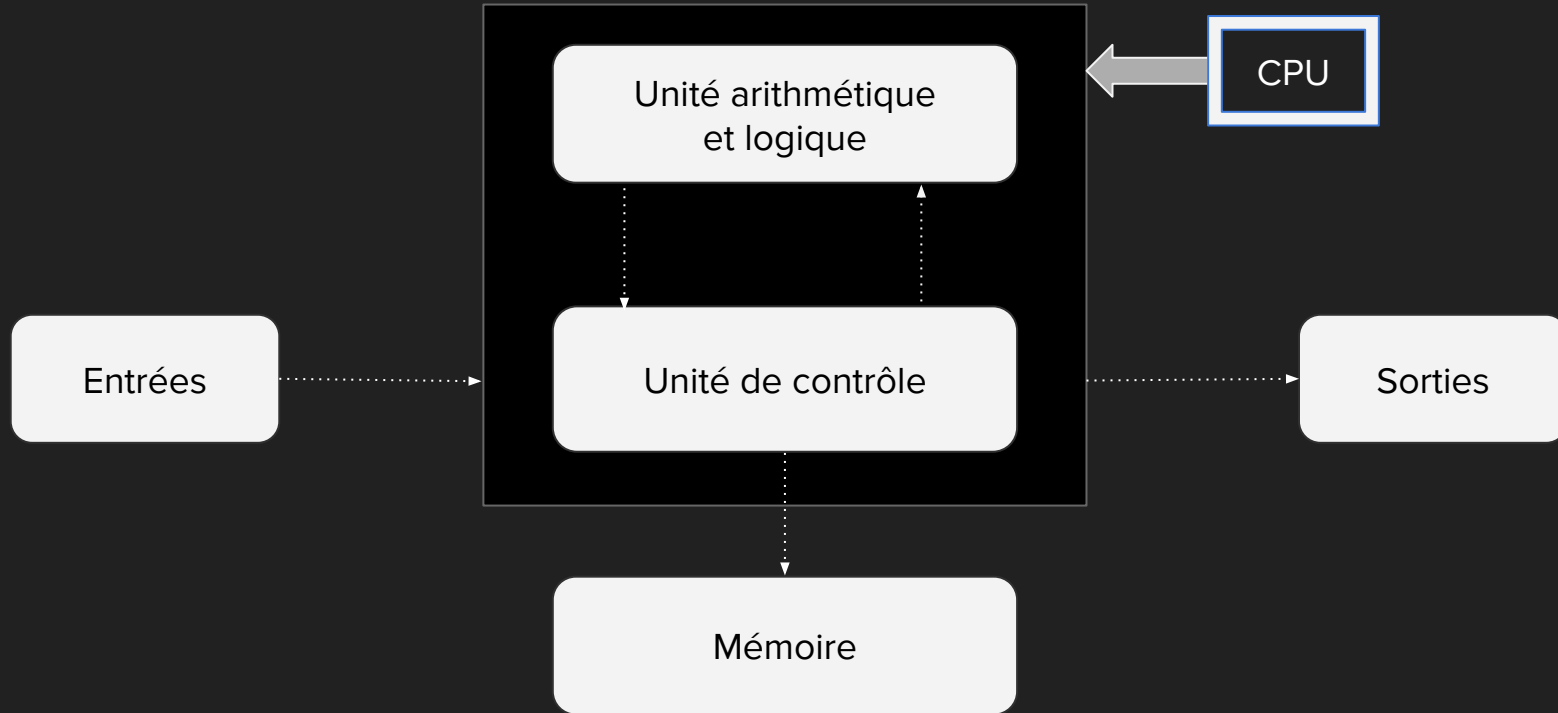 Unité arithmétique
et logique
CPU
Entrées
Unité de contrôle
Sorties
Mémoire